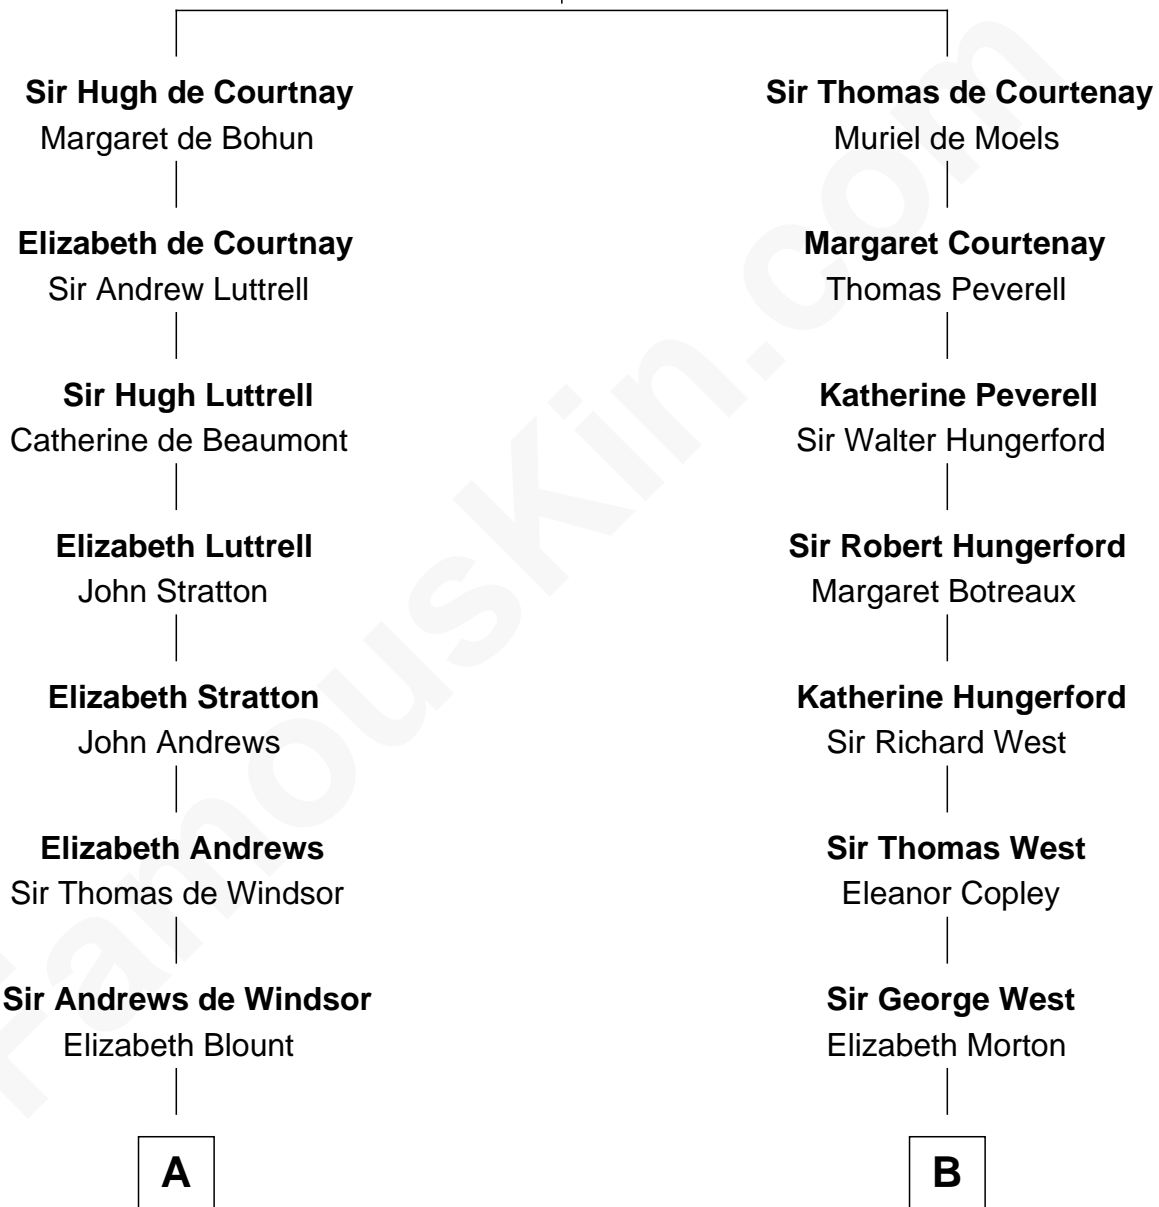 Sir Hugh de Courtnay
Margaret de Bohun
Elizabeth de Courtnay
Sir Andrew Luttrell
Sir Hugh Luttrell
Catherine de Beaumont
Elizabeth Luttrell
John Stratton
Elizabeth Stratton
John Andrews
Elizabeth Andrews
Sir Thomas de Windsor
Sir Andrews de Windsor
Elizabeth Blount
A
Sir Thomas de Courtenay
Muriel de Moels
Margaret Courtenay
Thomas Peverell
Katherine Peverell
Sir Walter Hungerford
Sir Robert Hungerford
Margaret Botreaux
Katherine Hungerford
Sir Richard West
Sir Thomas West
Eleanor Copley
Sir George West
Elizabeth Morton
B
FamousKin.com